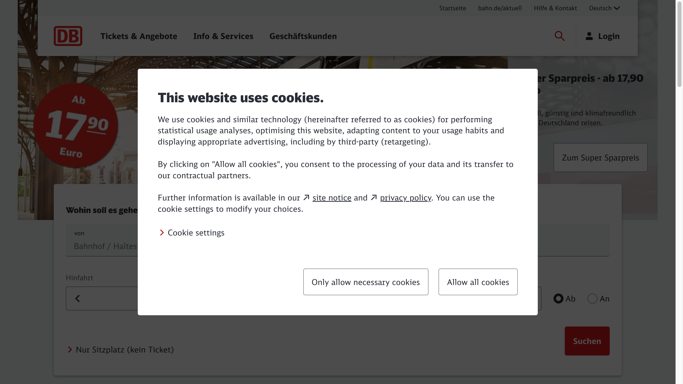 Startseite bahn.de/aktuell Hilfe & Kontakt Deutsch
DB Tickets & Angebote Info & Services Geschäftskunden Login
er Sparpreis - ab 17,90
Ab
17⁹⁰
Euro
, günstig und klimafreundlich
Deutschland reisen.
Zum Super Sparpreis
This website uses cookies.
We use cookies and similar technology (hereinafter referred to as cookies) for performing
statistical usage analyses, optimising this website, adapting content to your usage habits and
displaying appropriate advertising, including by third-party (retargeting).
By clicking on "Allow all cookies", you consent to the processing of your data and its transfer to
our contractual partners.
Further information is available in our site notice and privacy policy. You can use the
cookie settings to modify your choices.
Cookie settings
Only allow necessary cookies Allow all cookies
Wohin soll es gehe
von
Bahnhof / Haltes
Hinfahrt
Ab An
Nur Sitzplatz (kein Ticket)
Suchen